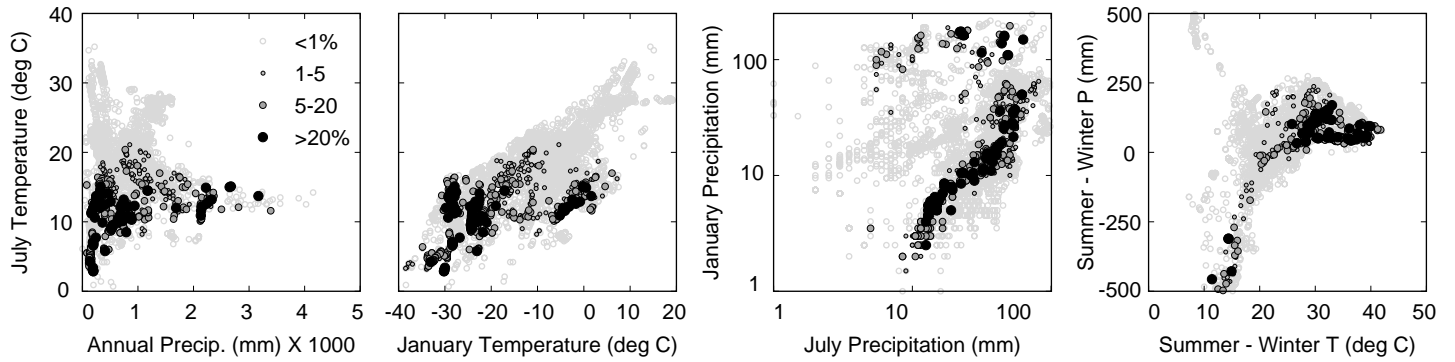 July Temperature (deg C)
40
30
20
10
0
<1%
1-5
5-20
>20%
0 1 2 3 4 5
Annual Precip. (mm) X 1000
-40 -30 -20 -10 0 10 20
January Temperature (deg C)
January Precipitation (mm)
100
10
1
1 10 100
July Precipitation (mm)
Summer - Winter P (mm)
500
250
0
-250
-500
0 10 20 30 40 50
Summer - Winter T (deg C)